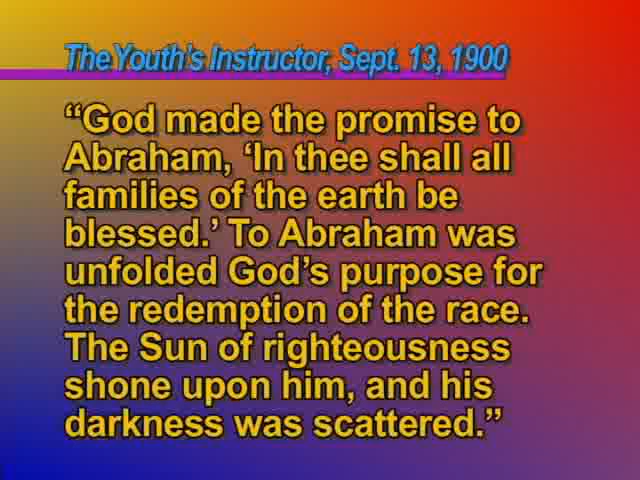 The Youth's Instructor, Sept. 13, 1900
“God made the promise to
Abraham, ‘In thee shall all
families of the earth be
blessed.’ To Abraham was
unfolded God’s purpose for
the redemption of the race.
The Sun of righteousness
shone upon him, and his
darkness was scattered.”